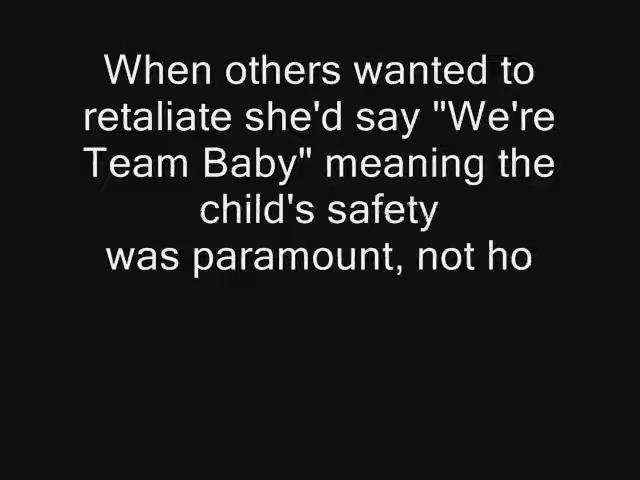 When others wanted to
retaliate she'd say "We're
Team Baby" meaning the
child's safety
was paramount, not ho